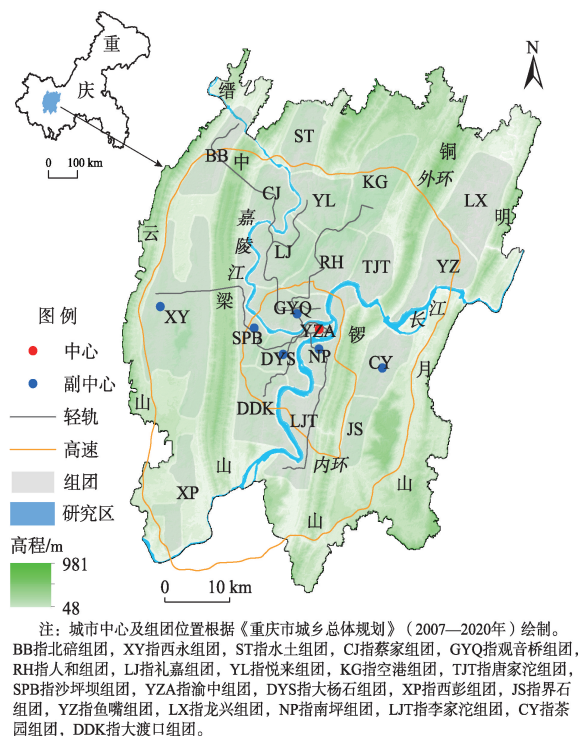 重
庆
0 100 km
N
缙
ST
铜
BB
中
KG
外环
CJ
YL
LX
明
嘉
云
陵
LJ
江
RH
TJT
YZ
梁
GYQ
江
图 例
XY
长
中心
SPB
YZA
锣
副中心
DYS
NP
CY
月
轻轨
山
DDK
高速
LJT
JS
组团
山
内环
研究区
XP
山
山
高程/m
981
48
0 10 km
注:城市中心及组团位置根据《重庆市城乡总体规划》(2007—2020年)绘制。
BB指北碚组团,XY指西永组团,ST指水土组团,CJ指蔡家组团,GYQ指观音桥组团,
RH指人和组团,LJ指礼嘉组团,YL指悦来组团,KG指空港组团,TJT指唐家沱组团,
SPB指沙坪坝组团,YZA指渝中组团,DYS指大杨石组团,XP指西彭组团,JS指界石
组团,YZ指鱼嘴组团,LX指龙兴组团,NP指南坪组团,LJT指李家沱组团,CY指茶
园组团,DDK指大渡口组团。